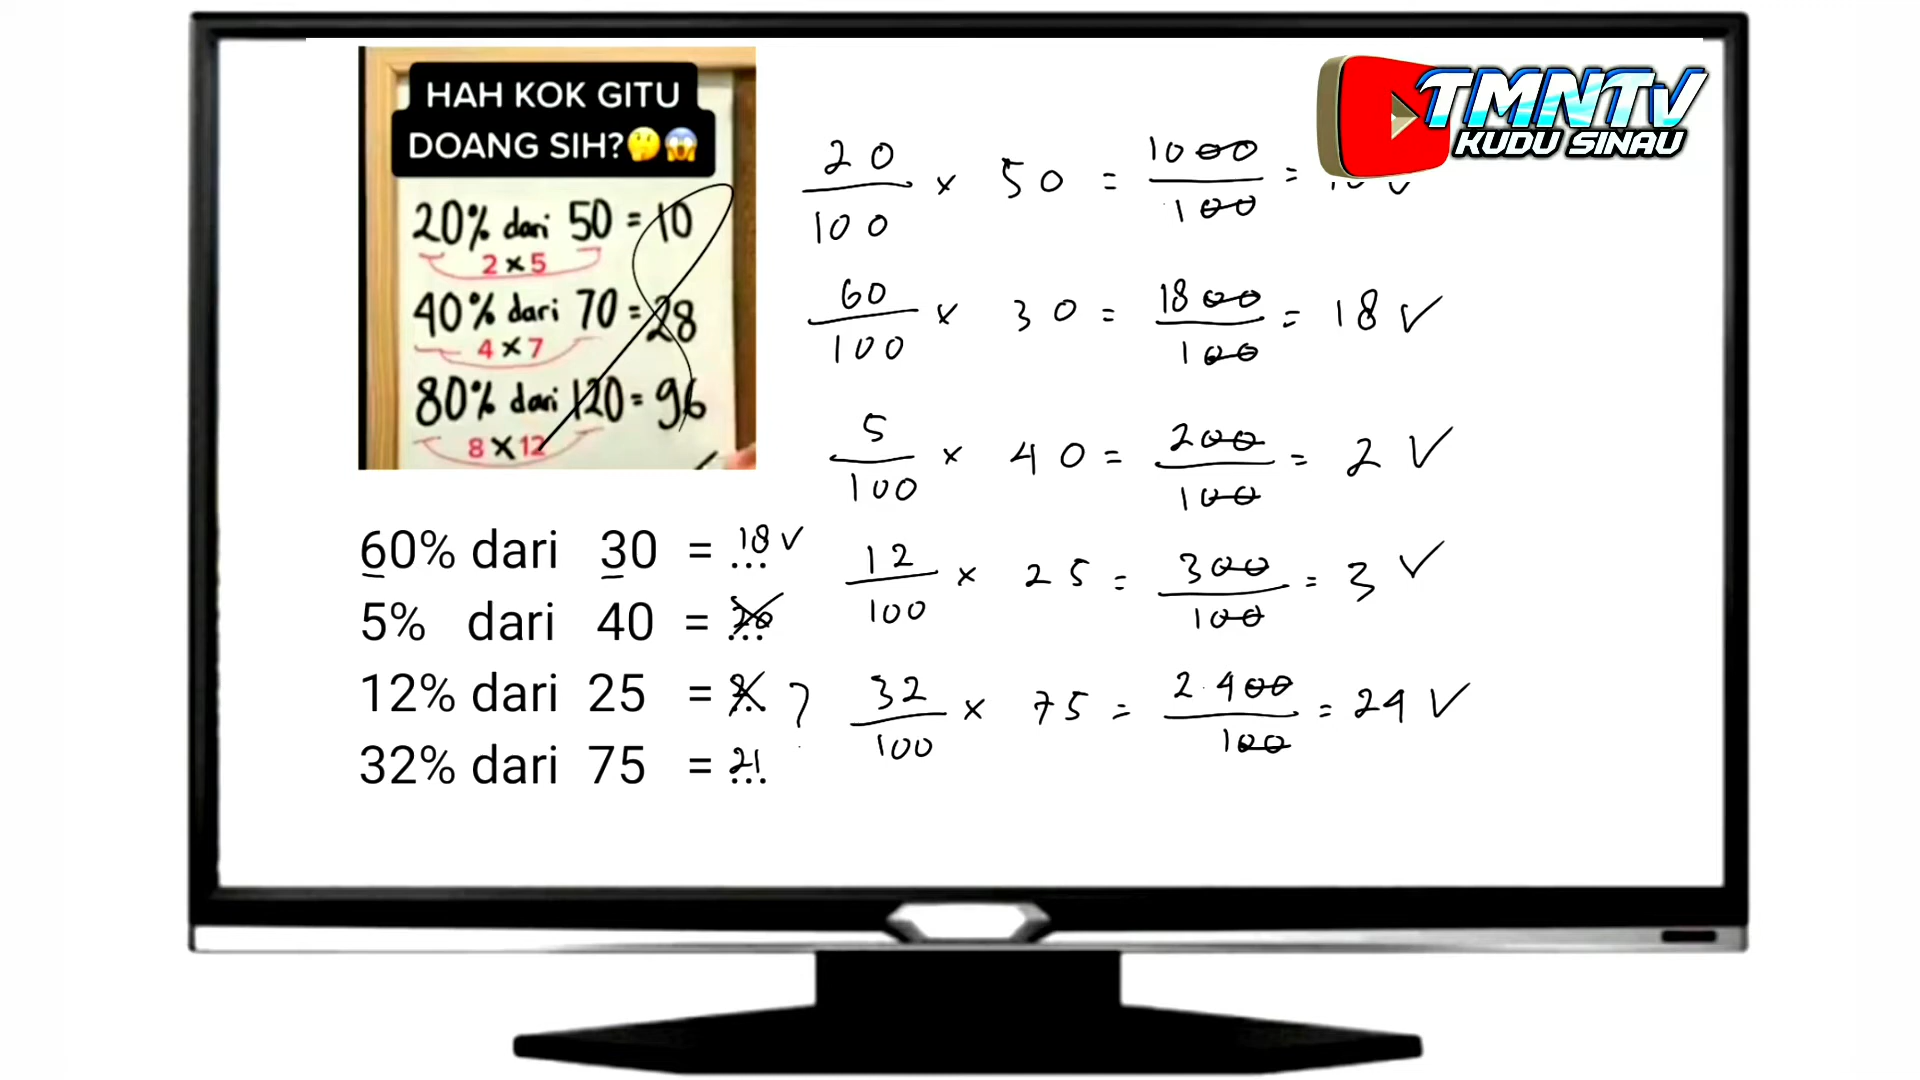 HAH KOK GITU
DOANG SIH?🤔😱
20% dari 50 = 10
2 x 5
40% dari 70 = 28
4 x 7
80% dari 120 = 96
8 x 12
60% dari 30 = 18 ✓
5% dari 40 = 20
12% dari 25 = ?
32% dari 75 = 21
TMNTV
KUDU SINAU
20/100 x 50 = 1000/100 = 10 ✓
60/100 x 30 = 1800/100 = 18 ✓
5/100 x 40 = 200/100 = 2 ✓
12/100 x 25 = 300/100 = 3 ✓
32/100 x 75 = 2.400/100 = 24 ✓